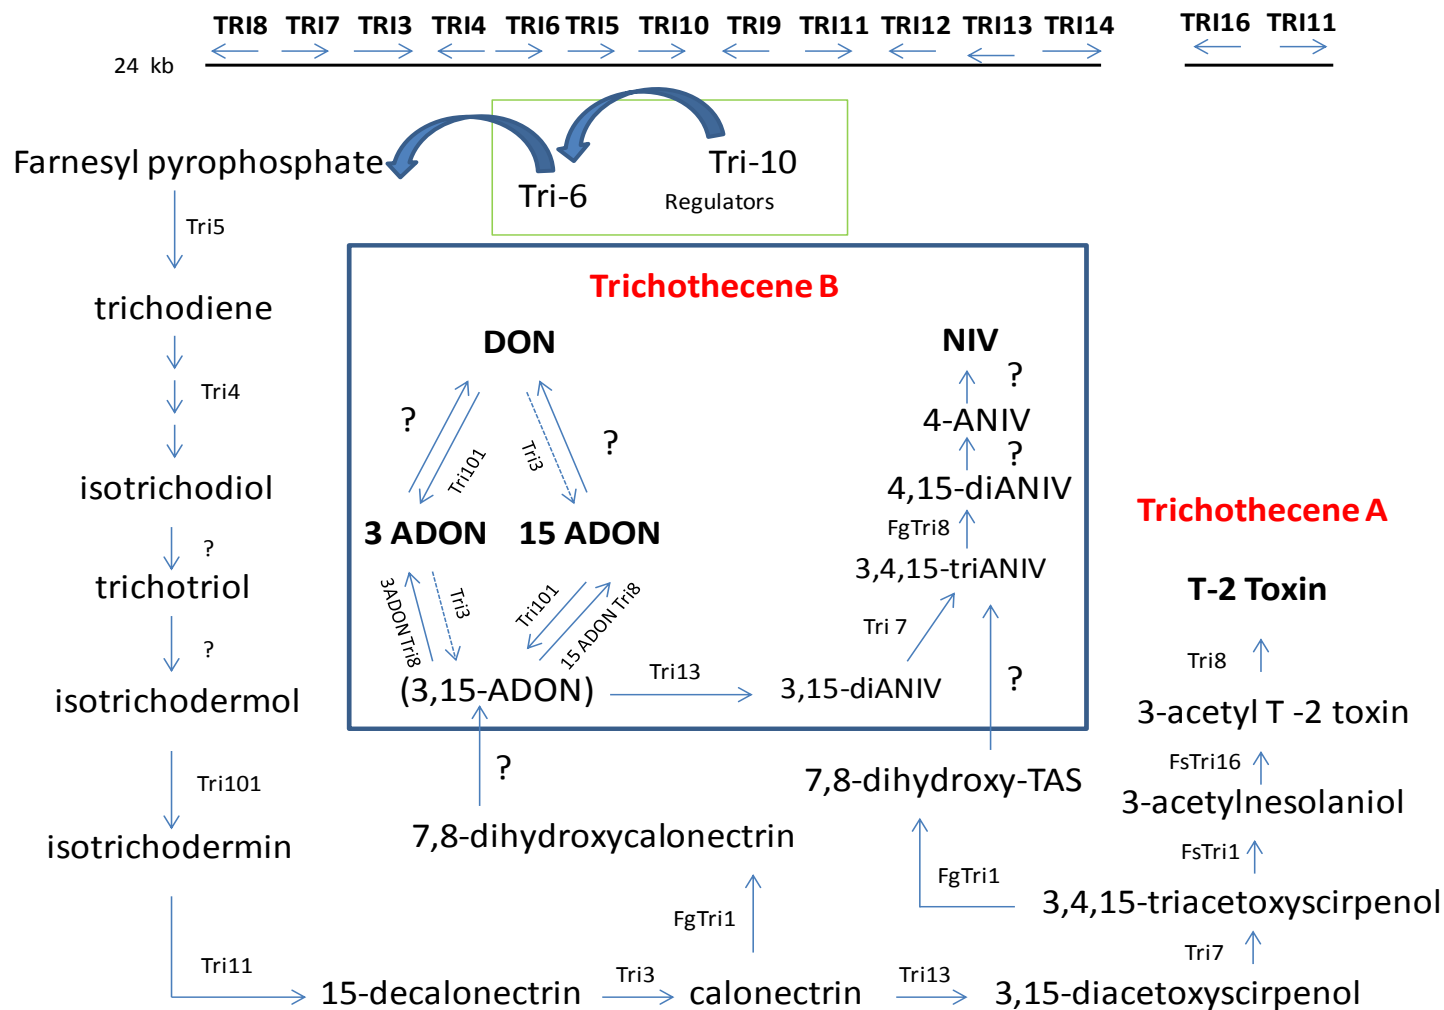 TRI8 TRI7 TRI3 TRI4 TRI6 TRI5 TRI10 TRI9 TRI11 TRI12 TRI13 TRI14 TRI16 TRI11
24 kb
Farnesyl pyrophosphate
Tri-10
Tri-6
Regulators
Tri5
Trichothecene B
trichodiene
DON
NIV
?
Tri4
?
4-ANIV
?
Tri101
Tri3
?
isotrichodiol
4,15-diANIV
Trichothecene A
FgTri8
3 ADON
15 ADON
?
3,4,15-triANIV
trichotriol
T-2 Toxin
3ADON Tri8
Tri3
Tri101
15 ADON Tri8
Tri 7
?
Tri8
isotrichodermol
(3,15-ADON)
Tri13
3,15-diANIV
?
3-acetyl T -2 toxin
?
FsTri16
Tri101
7,8-dihydroxy-TAS
3-acetylnesolaniol
isotrichodermin
7,8-dihydroxycalonectrin
FsTri1
FgTri1
3,4,15-triacetoxyscirpenol
FgTri1
Tri11
Tri3
Tri13
Tri7
15-decalonectrin
calonectrin
3,15-diacetoxyscirpenol